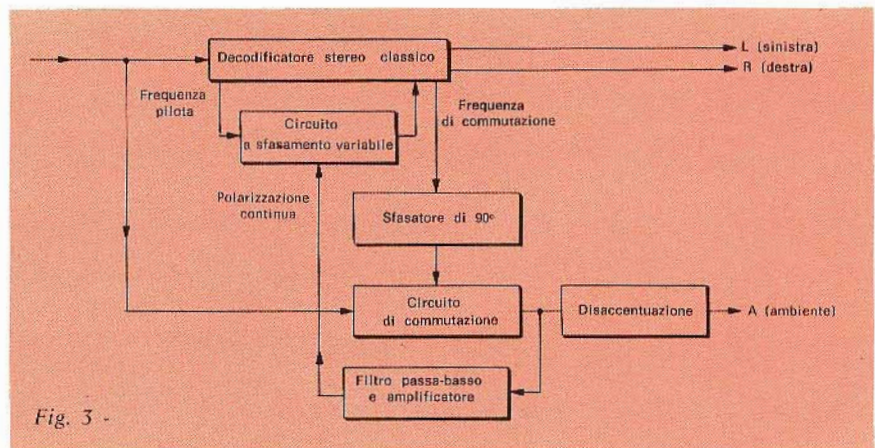 Decodificatore stereo classico
L (sinistra)
R (destra)
Frequenza
pilota
Circuito
a sfasamento variabile
Frequenza
di commutazione
Polarizzazione
continua
Sfasatore di 90°
Circuito
di commutazione
Disaccentuazione
A (ambiente)
Filtro passa-basso
e amplificatore
Fig. 3 -